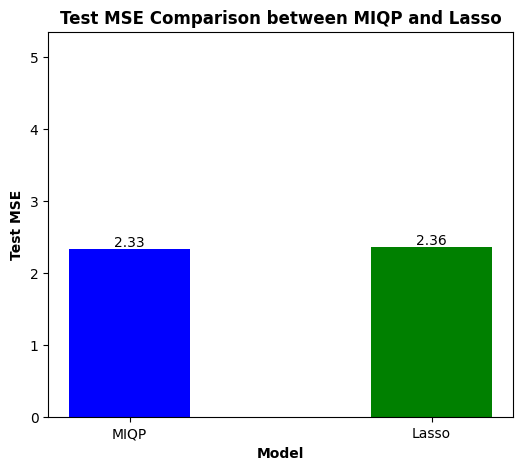 Test MSE Comparison between MIQP and Lasso
5
4
3
2
1
0
Test MSE
2.33
2.36
MIQP
Lasso
Model